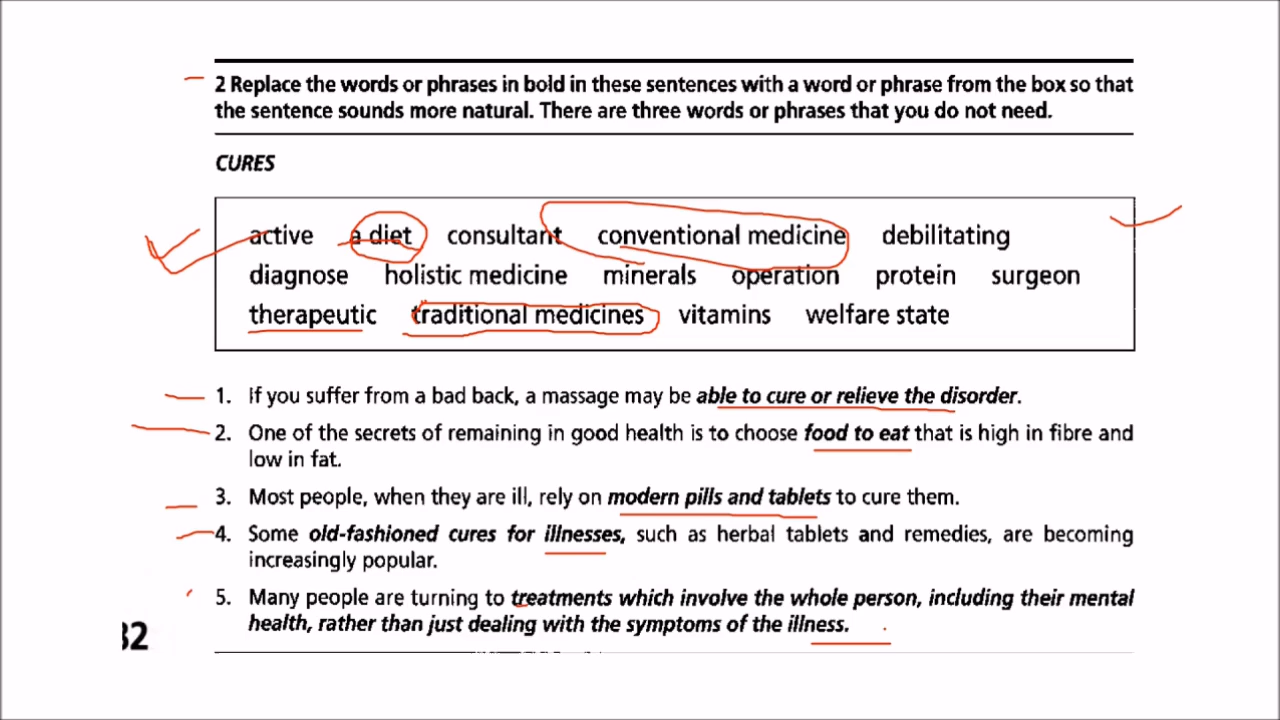 2 Replace the words or phrases in bold in these sentences with a word or phrase from the box so that
the sentence sounds more natural. There are three words or phrases that you do not need.
CURES
active a diet consultant conventional medicine debilitating
diagnose holistic medicine minerals operation protein surgeon
therapeutic traditional medicines vitamins welfare state
1. If you suffer from a bad back, a massage may be able to cure or relieve the disorder.
2. One of the secrets of remaining in good health is to choose food to eat that is high in fibre and
low in fat.
3. Most people, when they are ill, rely on modern pills and tablets to cure them.
4. Some old-fashioned cures for illnesses, such as herbal tablets and remedies, are becoming
increasingly popular.
5. Many people are turning to treatments which involve the whole person, including their mental
health, rather than just dealing with the symptoms of the illness.
32